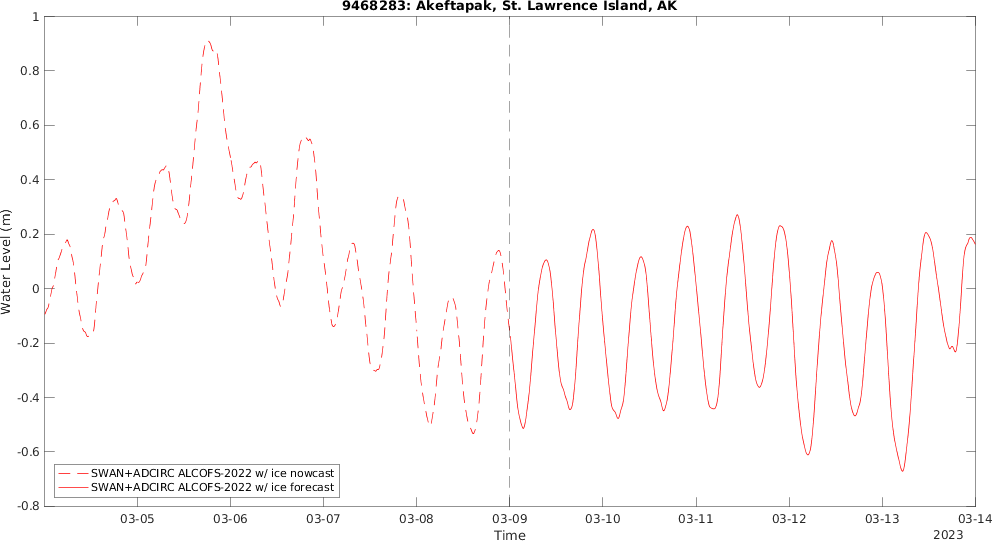 9468283: Akeftapak, St. Lawrence Island, AK
Water Level (m)
1
0.8
0.6
0.4
0.2
0
-0.2
-0.4
-0.6
-0.8
SWAN+ADCIRC ALCOFS-2022 w/ ice nowcast
SWAN+ADCIRC ALCOFS-2022 w/ ice forecast
03-05 03-06 03-07 03-08 03-09 03-10 03-11 03-12 03-13 03-14
Time
2023